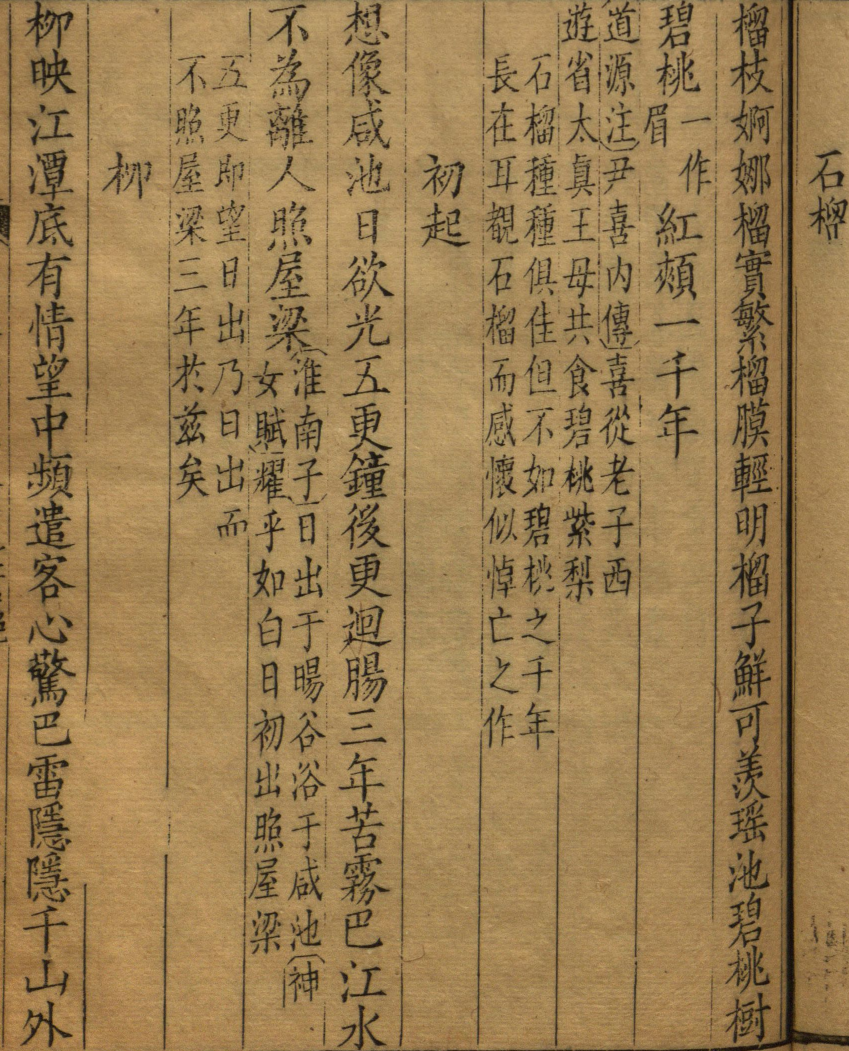 石榴
榴枝婀娜榴實繁榴膜輕明榴子鮮可羨瑶池碧桃樹
碧桃一作眉紅頰一千年
道源注尹喜內傳喜從老子西
遊省太真王母共食碧桃紫梨
石榴種種俱佳但不如碧桃之千年
長在耳覩石榴而感懷似悼亡之作
初起
想像咸池日欲光五更鐘後更迴腸三年苦霧巴江水
不為離人照屋梁
淮南子日出于暘谷浴于咸池神
女賦耀乎如白日初出照屋梁
五更即望日出乃日出而
不照屋梁三年於茲矣
柳
柳映江潭底有情望中頻遣客心驚巴雷隱隱千山外